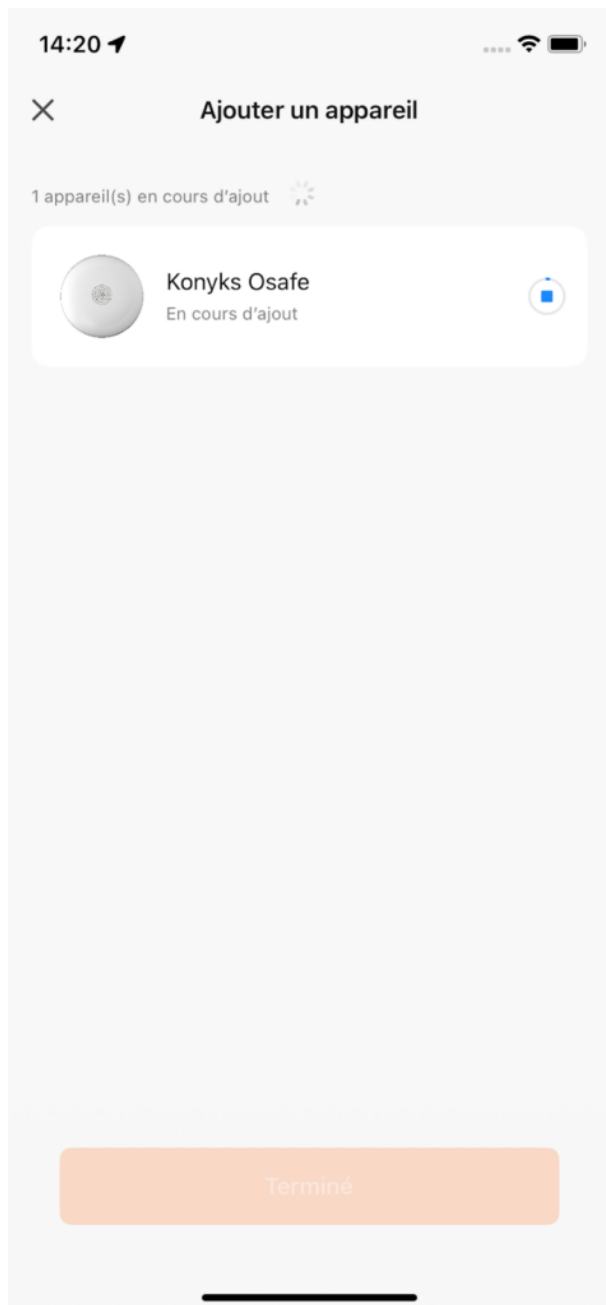 14:20
Ajouter un appareil
1 appareil(s) en cours d'ajout
Konyks Osafe
En cours d'ajout
Terminé